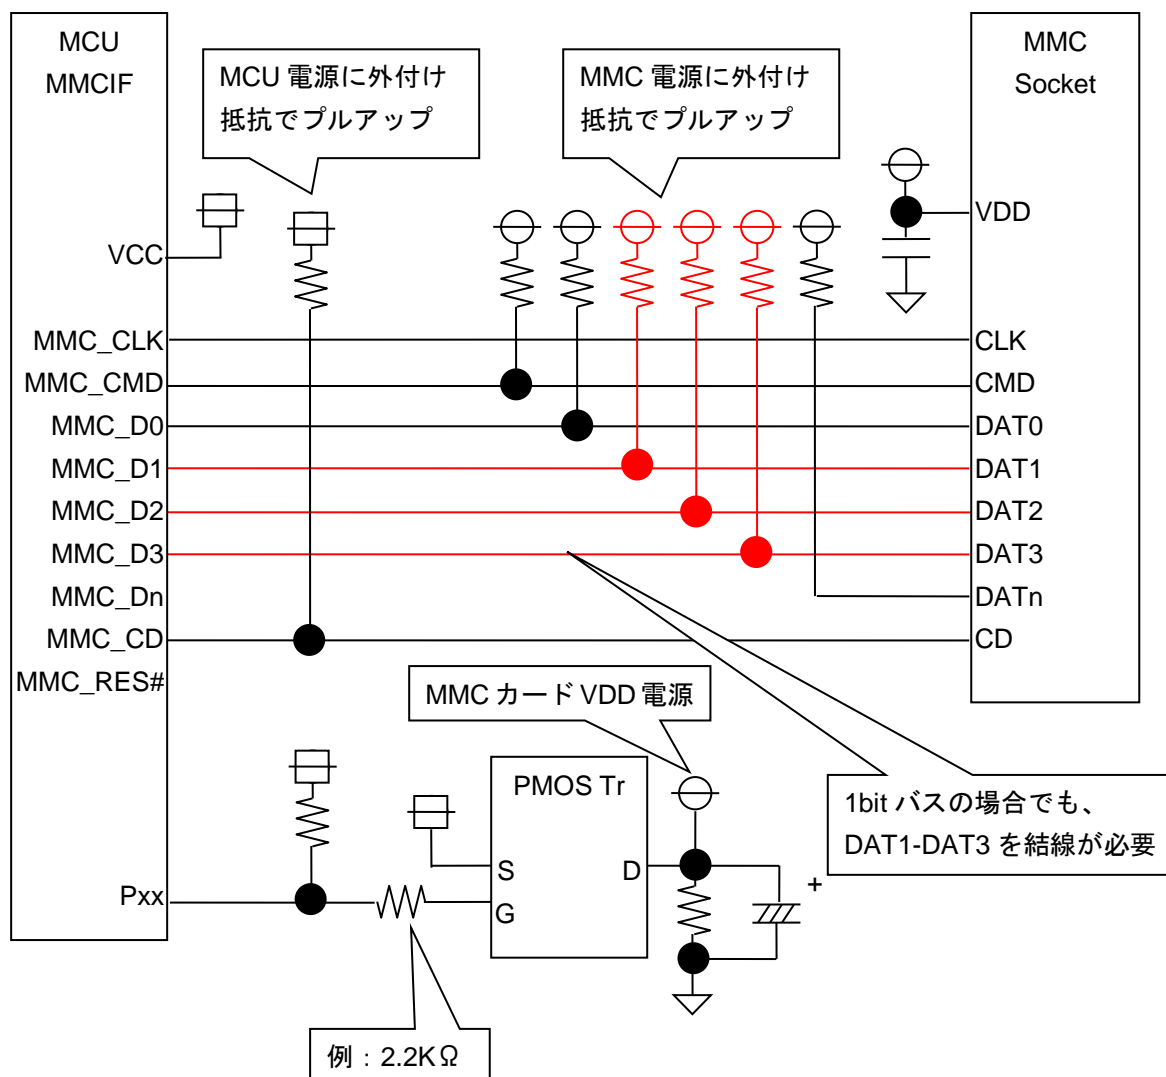 MCU
MMCIF
MCU 電源に外付け
抵抗でプルアップ
MMC 電源に外付け
抵抗でプルアップ
MMC
Socket
VCC
MMC_CLK
MMC_CMD
MMC_D0
MMC_D1
MMC_D2
MMC_D3
MMC_Dn
MMC_CD
MMC_RES#
Pxx
VDD
CLK
CMD
DAT0
DAT1
DAT2
DAT3
DATn
CD
MMC カード VDD 電源
PMOS Tr
S
G
D
+
1bit バスの場合でも、
DAT1-DAT3 を結線が必要
例：2.2KΩ